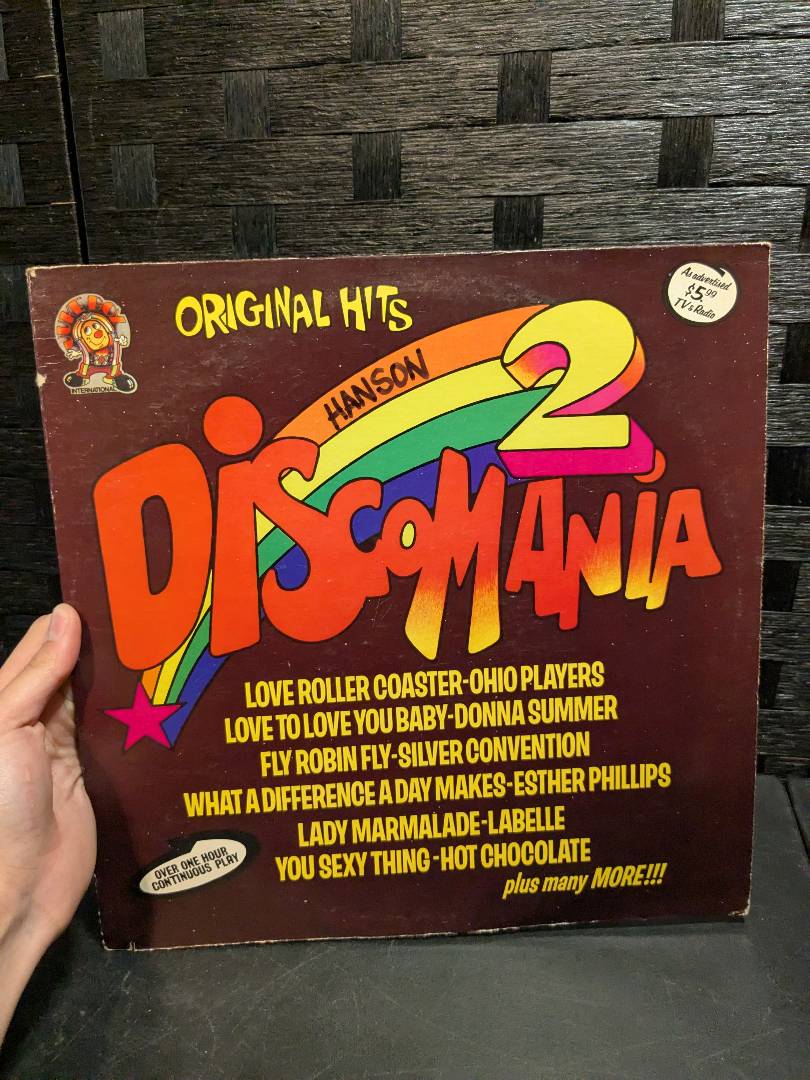 ORIGINAL HITS
As advertised
$5.99
TV & Radio
INTERNATIONAL
HANSON
2
DISCOMANIA
LOVE ROLLER COASTER-OHIO PLAYERS
LOVE TO LOVE YOU BABY-DONNA SUMMER
FLY ROBIN FLY-SILVER CONVENTION
WHAT A DIFFERENCE A DAY MAKES-ESTHER PHILLIPS
LADY MARMALADE-LABELLE
YOU SEXY THING-HOT CHOCOLATE
plus many MORE!!!
OVER ONE HOUR
CONTINUOUS PLAY